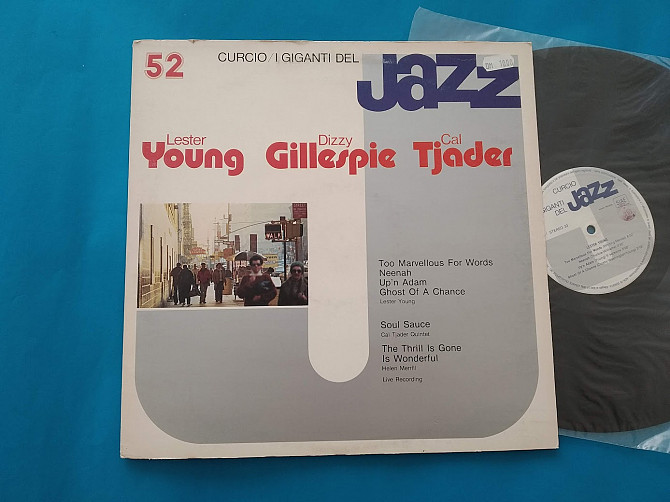 52
CURCIO/I GIGANTI DEL
Jazz
Lester
Young
Dizzy
Gillespie
Cal
Tjader
WALK
Too Marvellous For Words
Neenah
Up'n Adam
Ghost Of A Chance
Lester Young
Soul Sauce
Cal Tjader Quintet
The Thrill Is Gone
Is Wonderful
Helen Merrill
Live Recording
CURCIO
I GIGANTI
DEL
Jazz